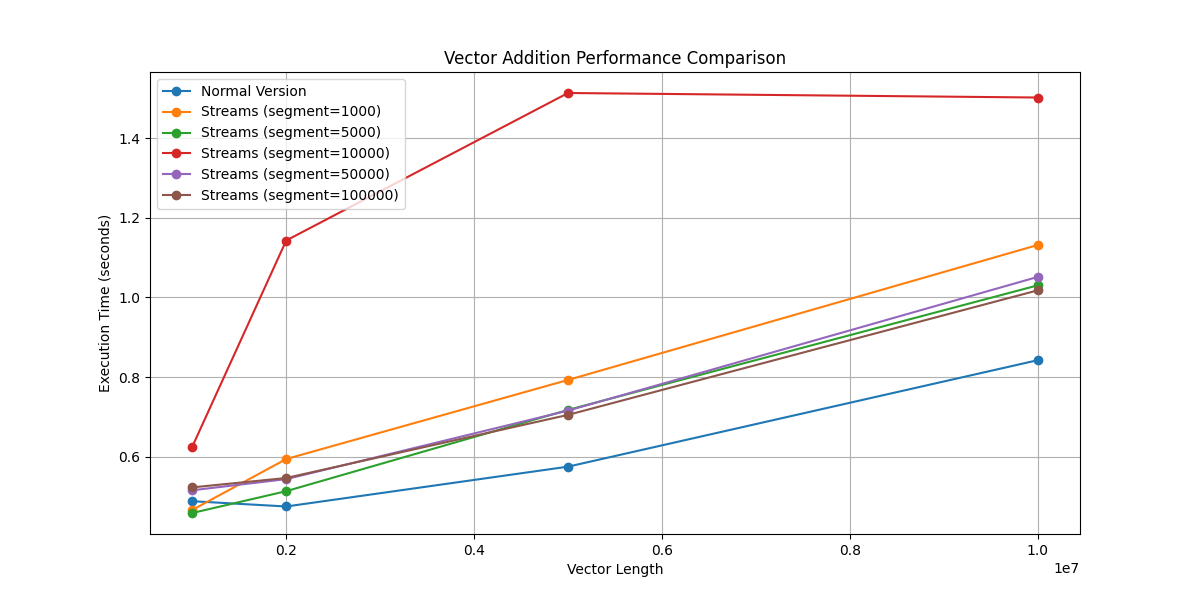 Vector Addition Performance Comparison
Normal Version
Streams (segment=1000)
Streams (segment=5000)
Streams (segment=10000)
Streams (segment=50000)
Streams (segment=100000)
Execution Time (seconds)
1.4
1.2
1.0
0.8
0.6
0.2
0.4
0.6
0.8
1.0
1e7
Vector Length